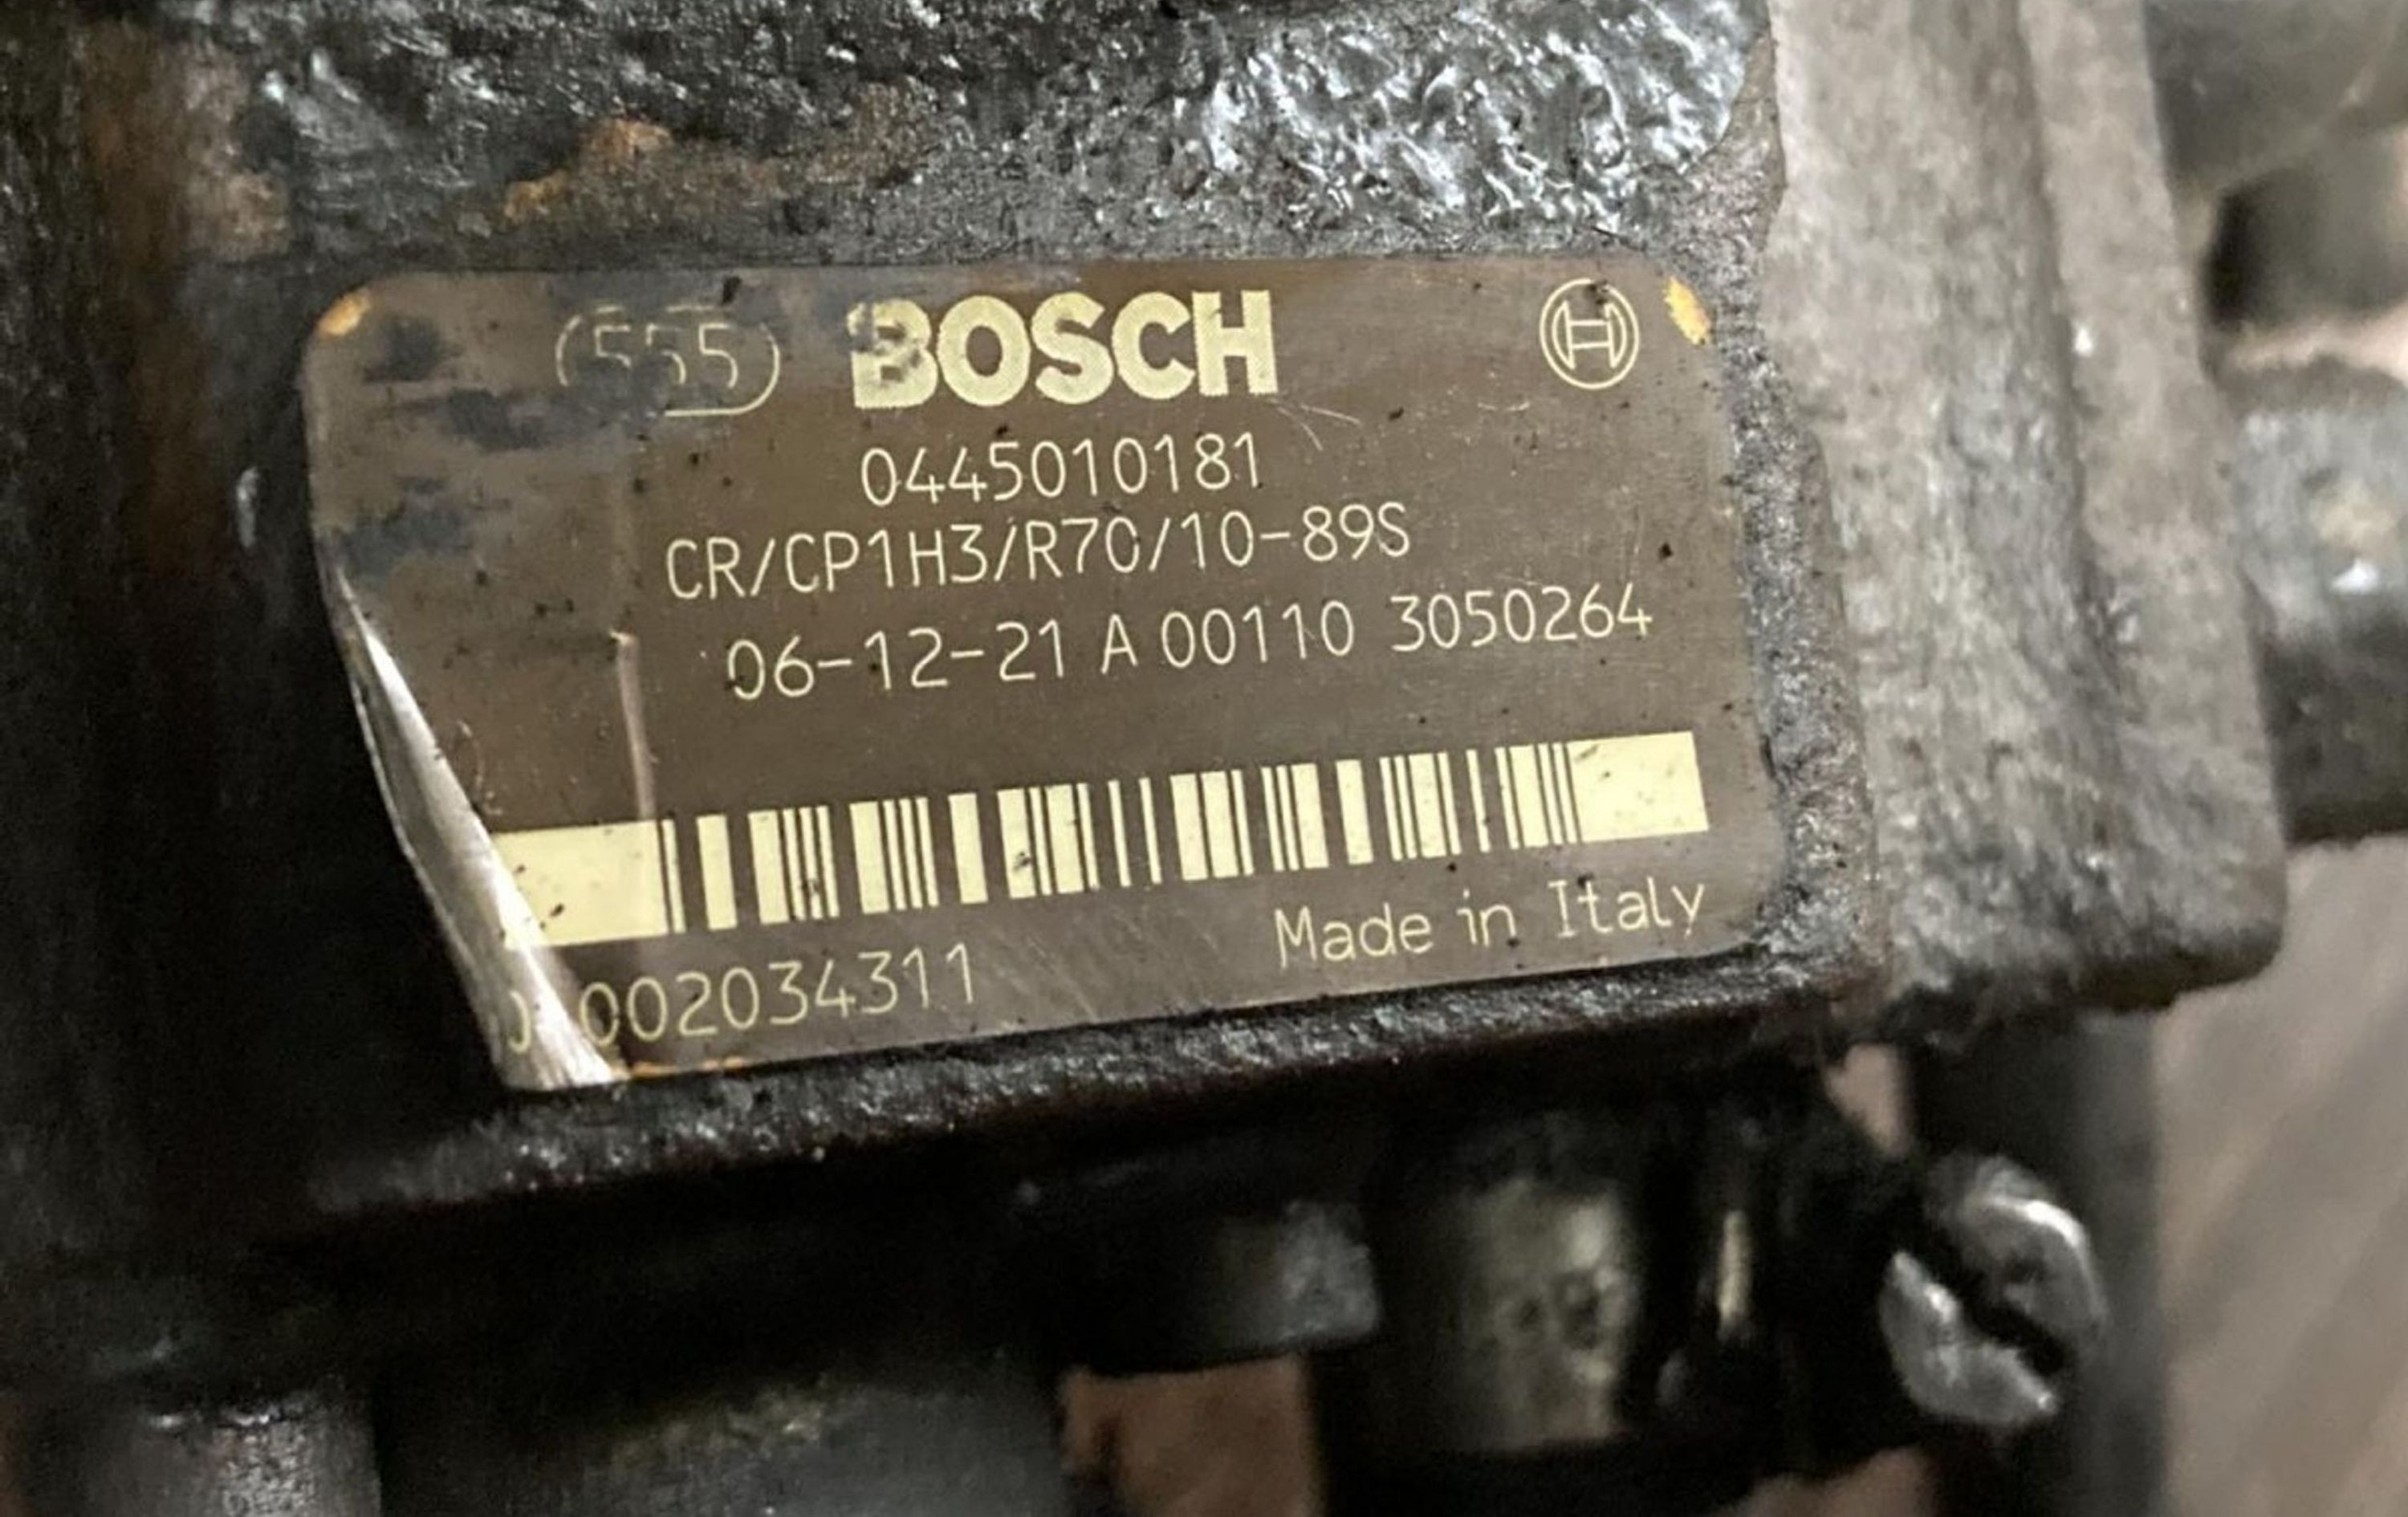 555 BOSCH
0445010181
CR/CP1H3/R70/10-89S
06-12-21 A 00110 3050264
Made in Italy
002034311